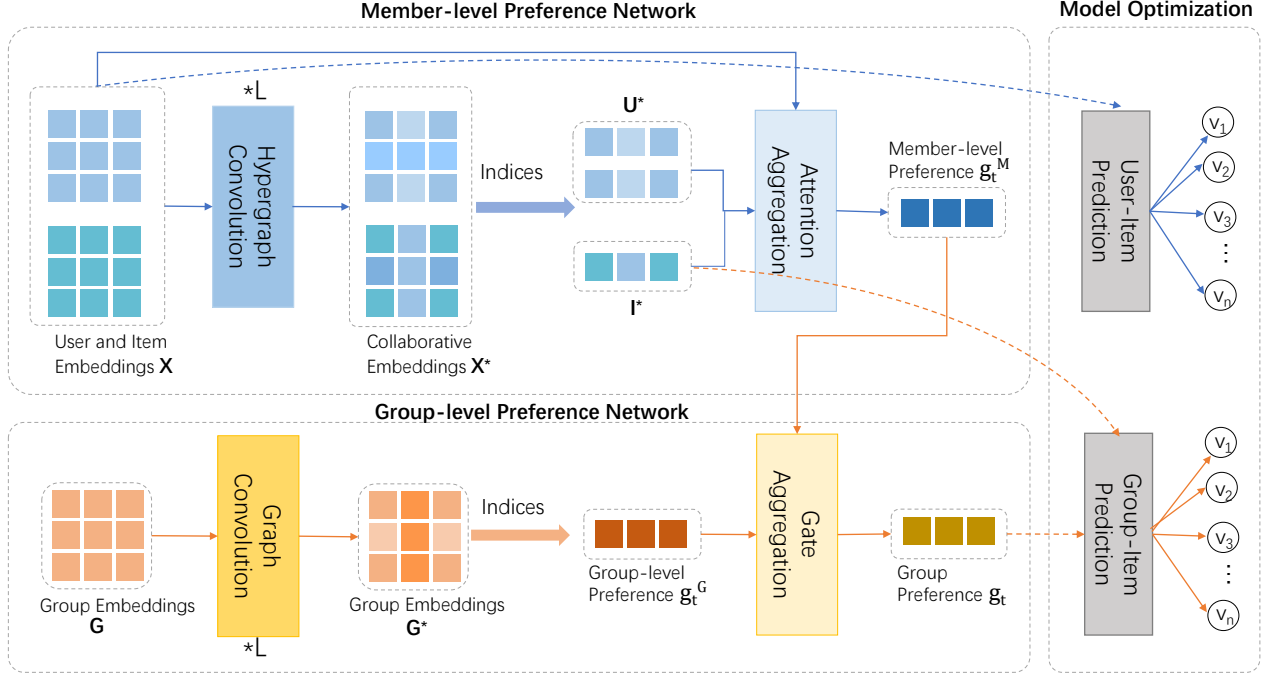 Member-level Preference Network
Model Optimization
*L
Hypergraph
Convolution
User and Item
Embeddings X
Collaborative
Embeddings X*
Indices
U*
I*
Attention
Aggregation
Member-level
Preference g_t^M
User-Item
Prediction
v1
v2
v3
...
vn
Group-level Preference Network
Graph
Convolution
*L
Group Embeddings
G
Group Embeddings
G*
Indices
Group-level
Preference g_t^G
Gate
Aggregation
Group
Preference g_t
Group-Item
Prediction
v1
v2
v3
...
vn